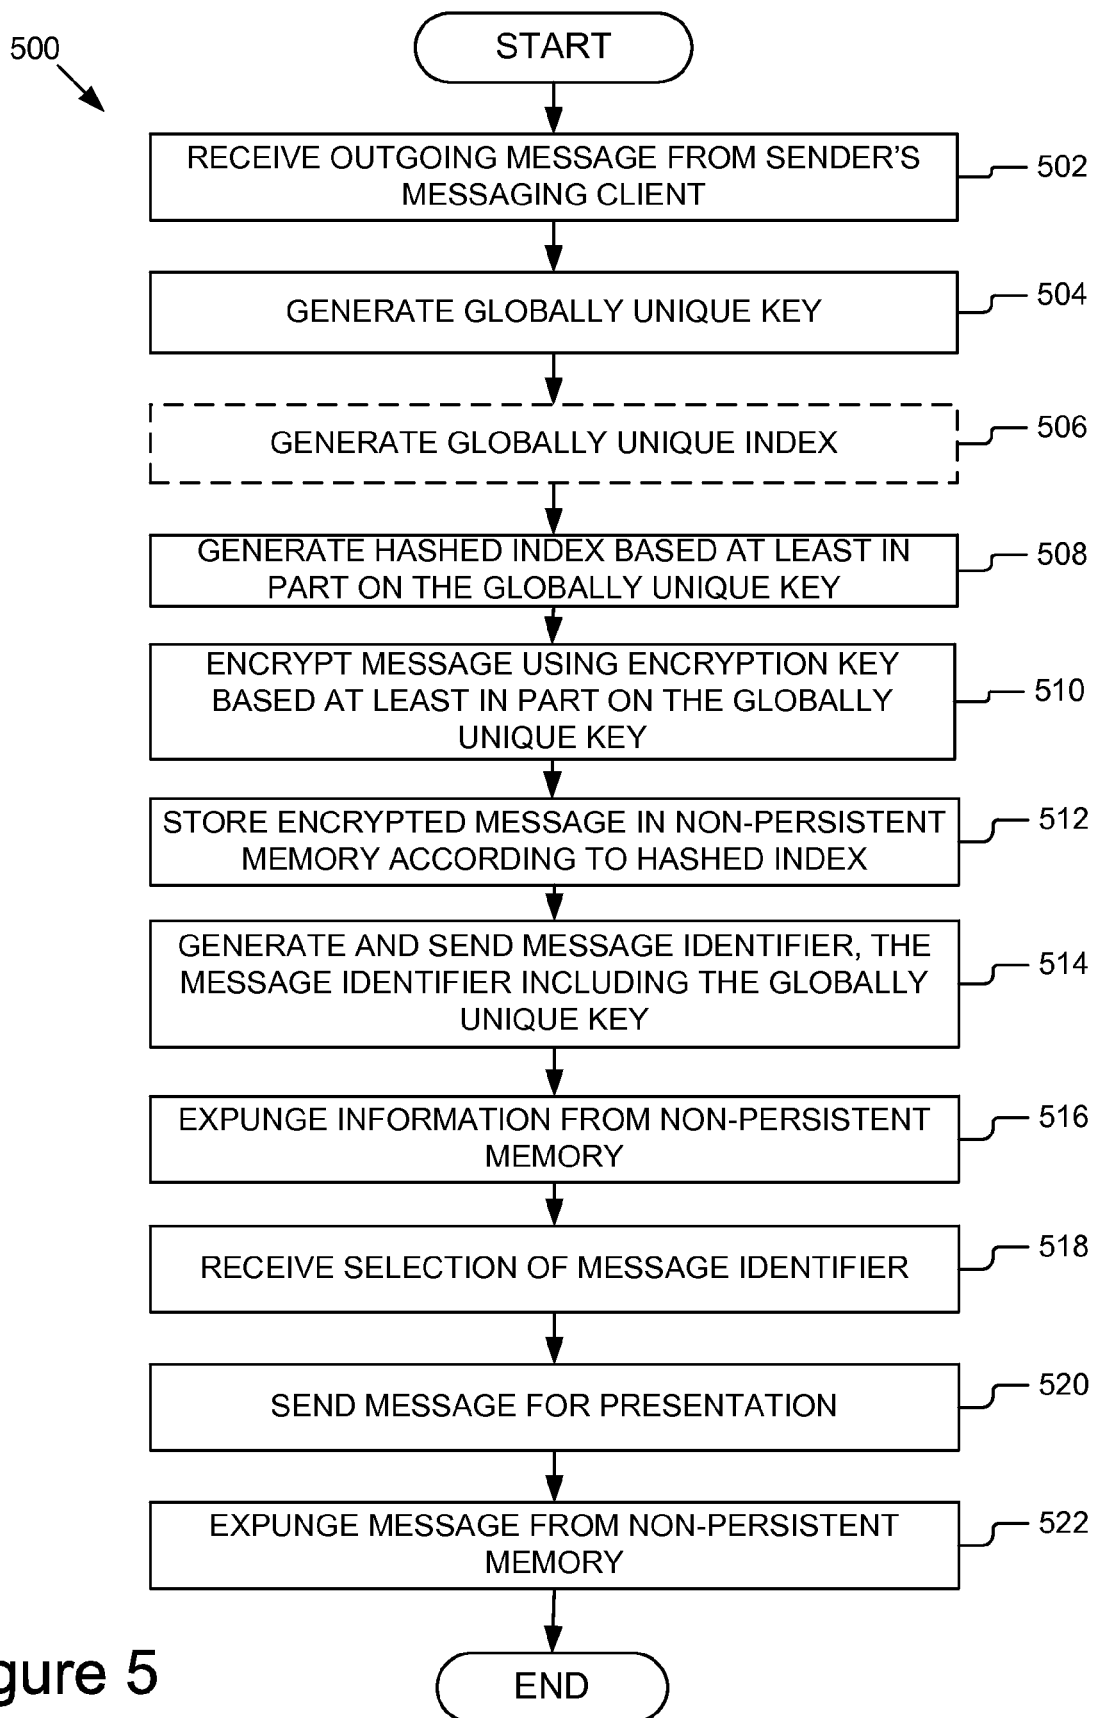 500
START
RECEIVE OUTGOING MESSAGE FROM SENDER'S
MESSAGING CLIENT
502
GENERATE GLOBALLY UNIQUE KEY
504
GENERATE GLOBALLY UNIQUE INDEX
506
GENERATE HASHED INDEX BASED AT LEAST IN
PART ON THE GLOBALLY UNIQUE KEY
508
ENCRYPT MESSAGE USING ENCRYPTION KEY
BASED AT LEAST IN PART ON THE GLOBALLY
UNIQUE KEY
510
STORE ENCRYPTED MESSAGE IN NON-PERSISTENT
MEMORY ACCORDING TO HASHED INDEX
512
GENERATE AND SEND MESSAGE IDENTIFIER, THE
MESSAGE IDENTIFIER INCLUDING THE GLOBALLY
UNIQUE KEY
514
EXPUNGE INFORMATION FROM NON-PERSISTENT
MEMORY
516
RECEIVE SELECTION OF MESSAGE IDENTIFIER
518
SEND MESSAGE FOR PRESENTATION
520
EXPUNGE MESSAGE FROM NON-PERSISTENT
MEMORY
522
END
gure 5